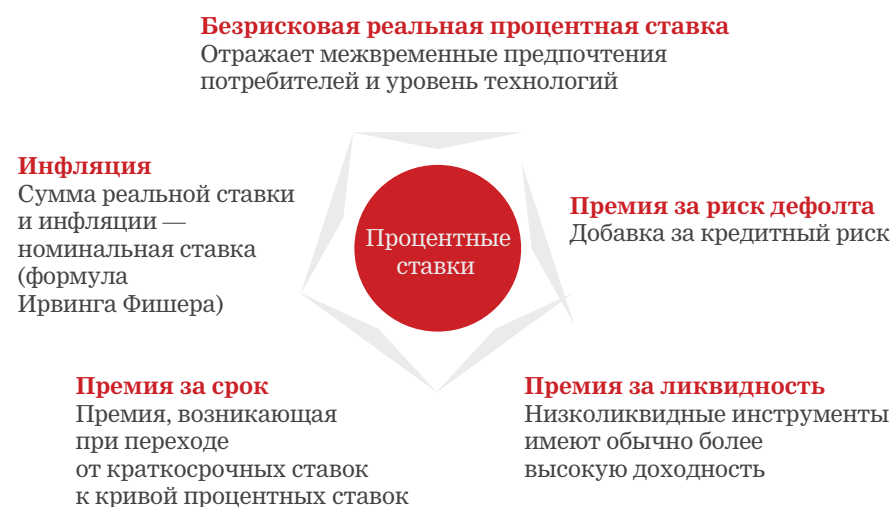 Безрисковая реальная процентная ставка
Отражает межвременные предпочтения
потребителей и уровень технологий
Инфляция
Сумма реальной ставки
и инфляции —
номинальная ставка
(формула
Ирвинга Фишера)
Процентные
ставки
Премия за риск дефолта
Добавка за кредитный риск
Премия за срок
Премия, возникающая
при переходе
от краткосрочных ставок
к кривой процентных ставок
Премия за ликвидность
Низколиквидные инструменты
имеют обычно более
высокую доходность